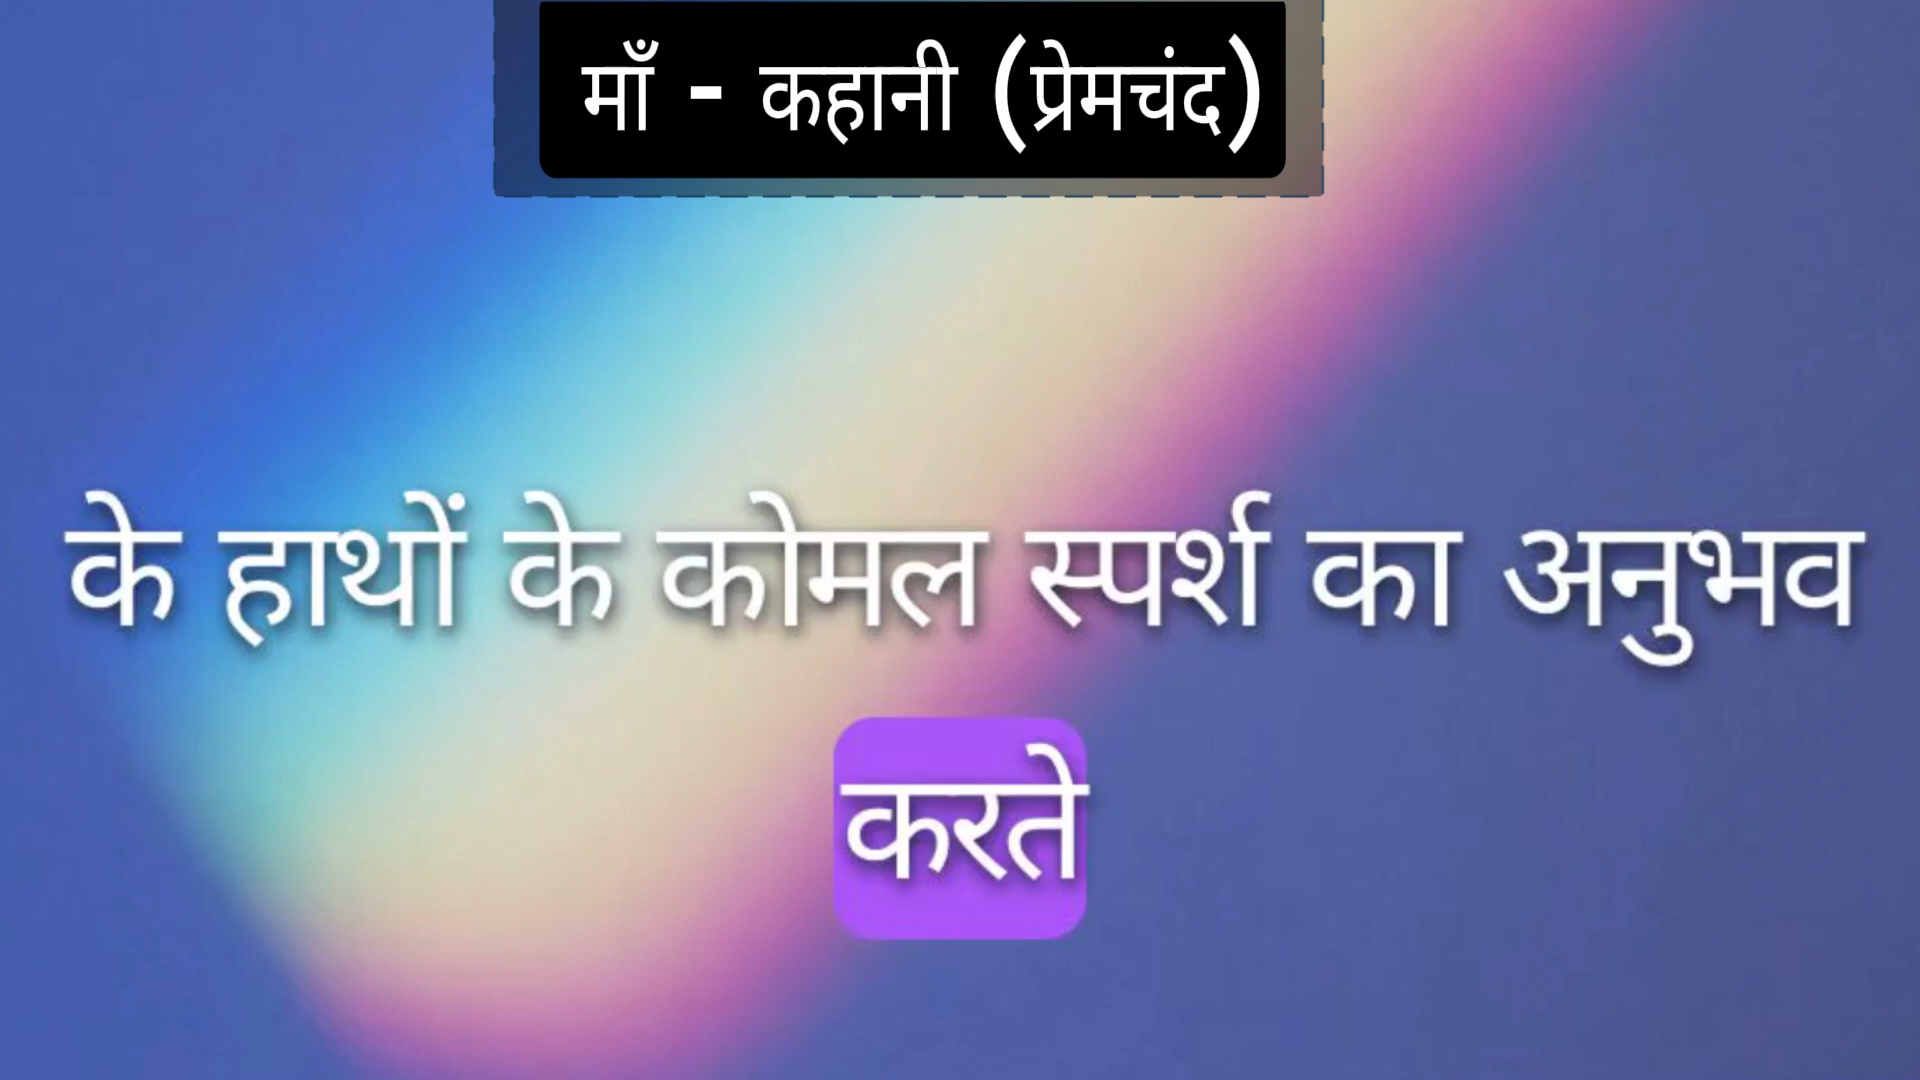 माँ - कहानी (प्रेमचंद)
के हाथों के कोमल स्पर्श का अनुभव
करते